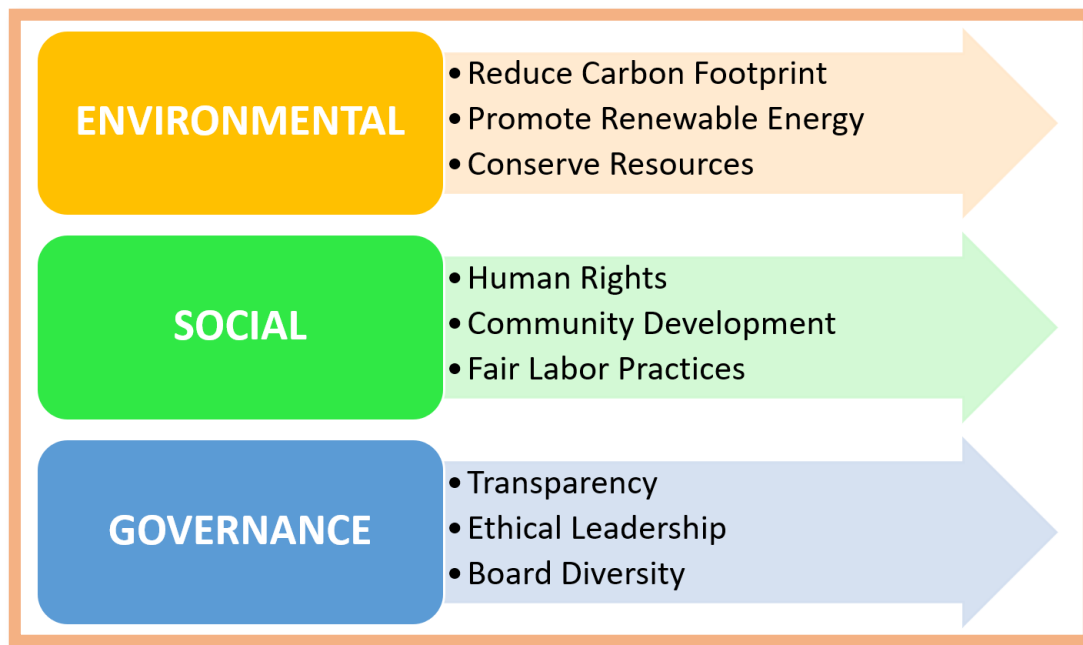 ENVIRONMENTAL
•Reduce Carbon Footprint
•Promote Renewable Energy
•Conserve Resources
SOCIAL
•Human Rights
•Community Development
•Fair Labor Practices
GOVERNANCE
•Transparency
•Ethical Leadership
•Board Diversity